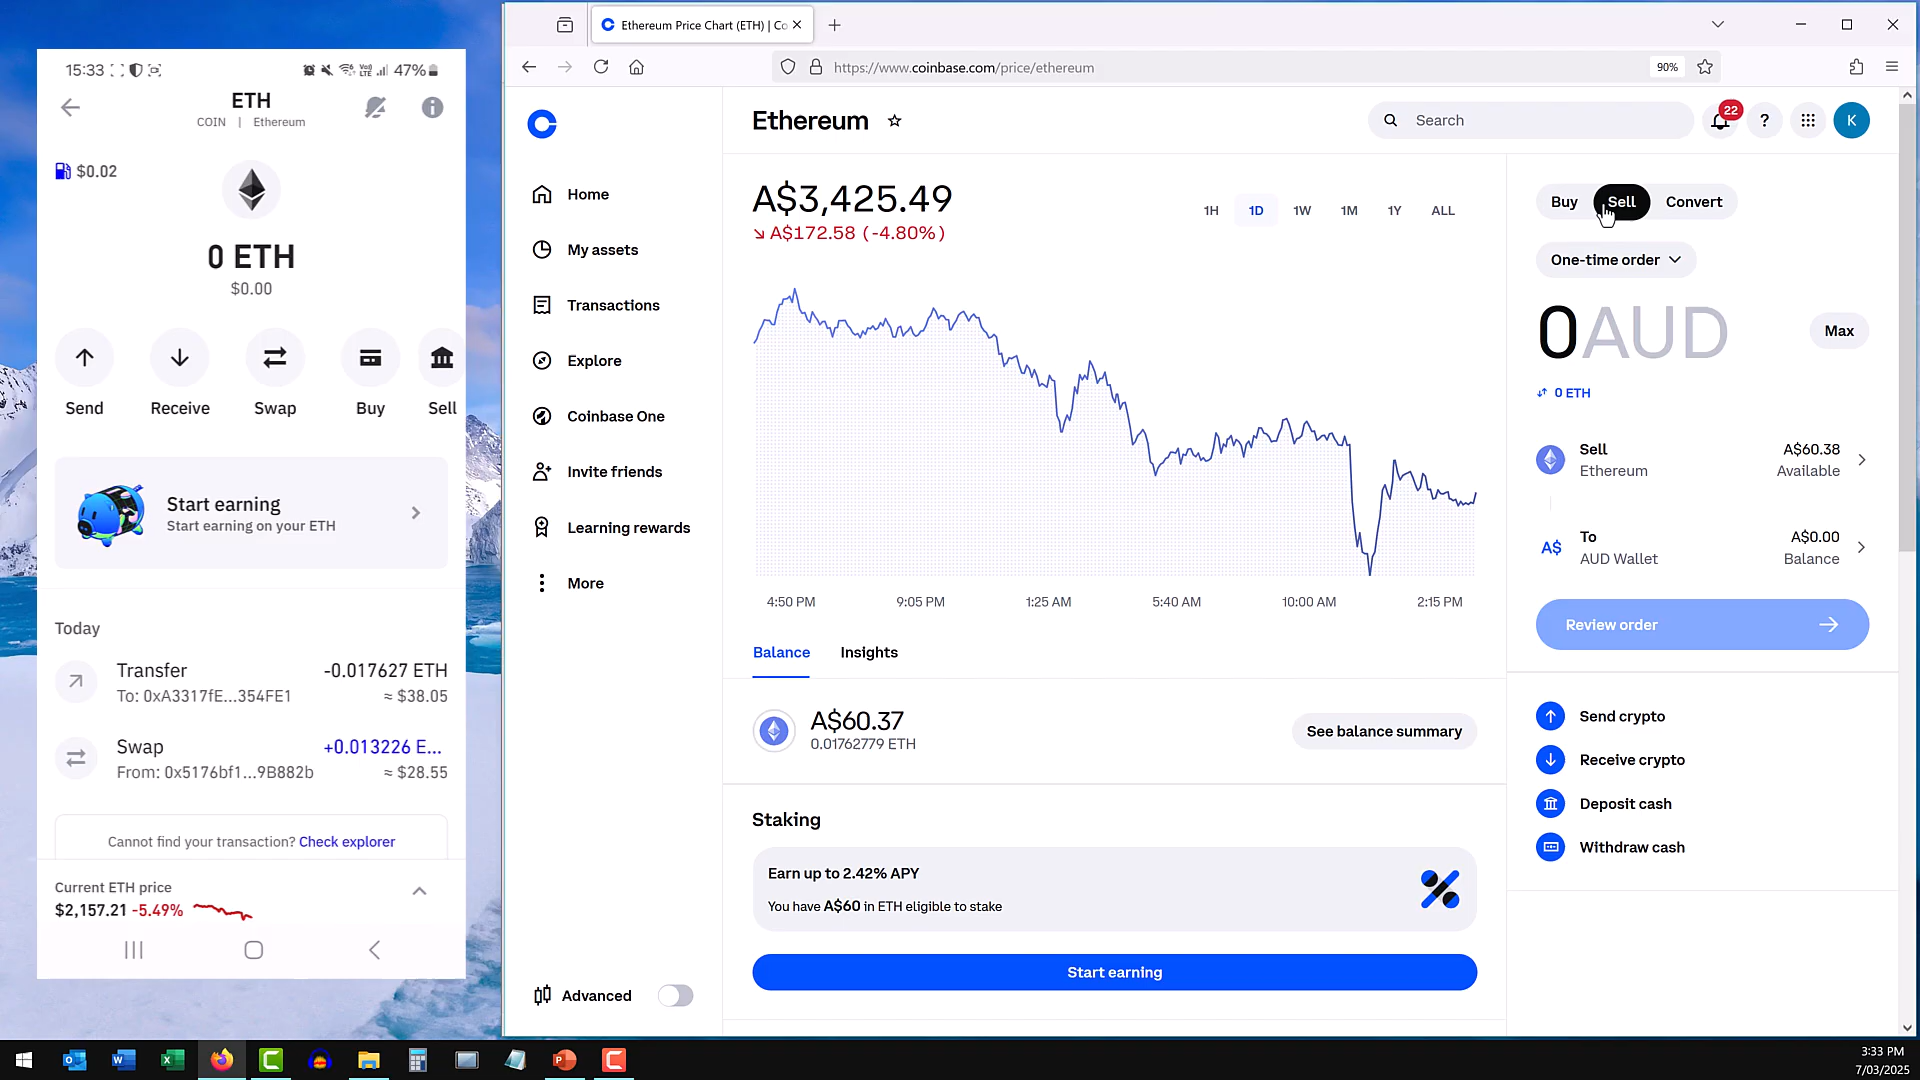 15:33
47%
ETH
COIN | Ethereum
$0.02
0 ETH
$0.00
Send
Receive
Swap
Buy
Sell
Start earning
Start earning on your ETH
Today
Transfer
-0.017627 ETH
To: 0xA3317fE...354FE1
≈ $38.05
Swap
+0.013226 E...
From: 0x5176bf1...9B882b
≈ $28.55
Cannot find your transaction? Check explorer
Current ETH price
$2,157.21 -5.49%
Ethereum Price Chart (ETH) | Co
https://www.coinbase.com/price/ethereum
90%
Home
My assets
Transactions
Explore
Coinbase One
Invite friends
Learning rewards
More
Advanced
Ethereum
Search
22
?
K
A$3,425.49
A$172.58 (-4.80%)
1H
1D
1W
1M
1Y
ALL
4:50 PM
9:05 PM
1:25 AM
5:40 AM
10:00 AM
2:15 PM
Balance
Insights
A$60.37
0.01762779 ETH
See balance summary
Staking
Earn up to 2.42% APY
You have A$60 in ETH eligible to stake
Start earning
Buy
Sell
Convert
One-time order
0AUD
Max
0 ETH
Sell
A$60.38
Ethereum
Available
A$
To
A$0.00
AUD Wallet
Balance
Review order
Send crypto
Receive crypto
Deposit cash
Withdraw cash
3:33 PM
7/03/2025